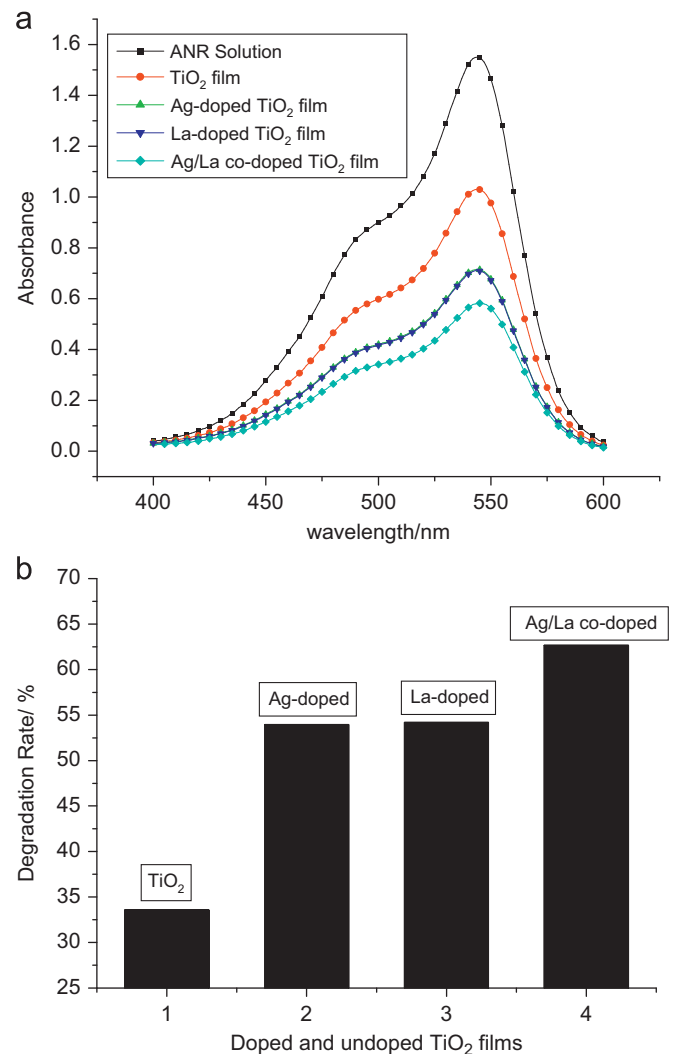 a
1.6
1.4
1.2
1.0
0.8
0.6
0.4
0.2
0.0
Absorbance
ANR Solution
TiO₂ film
Ag-doped TiO₂ film
La-doped TiO₂ film
Ag/La co-doped TiO₂ film
400 450 500 550 600
wavelength/nm
b
70
65
60
55
50
45
40
35
30
25
Degradation Rate/ %
TiO₂
Ag-doped
La-doped
Ag/La co-doped
1 2 3 4
Doped and undoped TiO₂ films